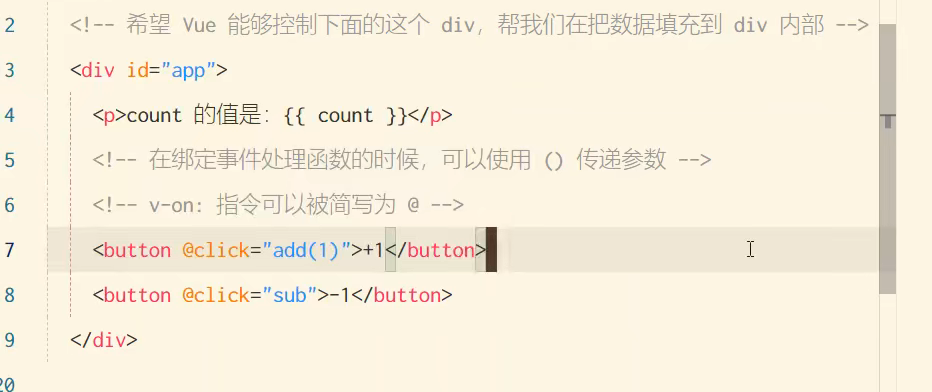 2 <!-- 希望 Vue 能够控制下面的这个 div，帮我们在把数据填充到 div 内部 -->
3 <div id="app">
4 <p>count 的值是：{{ count }}</p>
5 <!-- 在绑定事件处理函数的时候，可以使用 () 传递参数 -->
6 <!-- v-on: 指令可以被简写为 @ -->
7 <button @click="add(1)">+1</button>
8 <button @click="sub">-1</button>
9 </div>
20